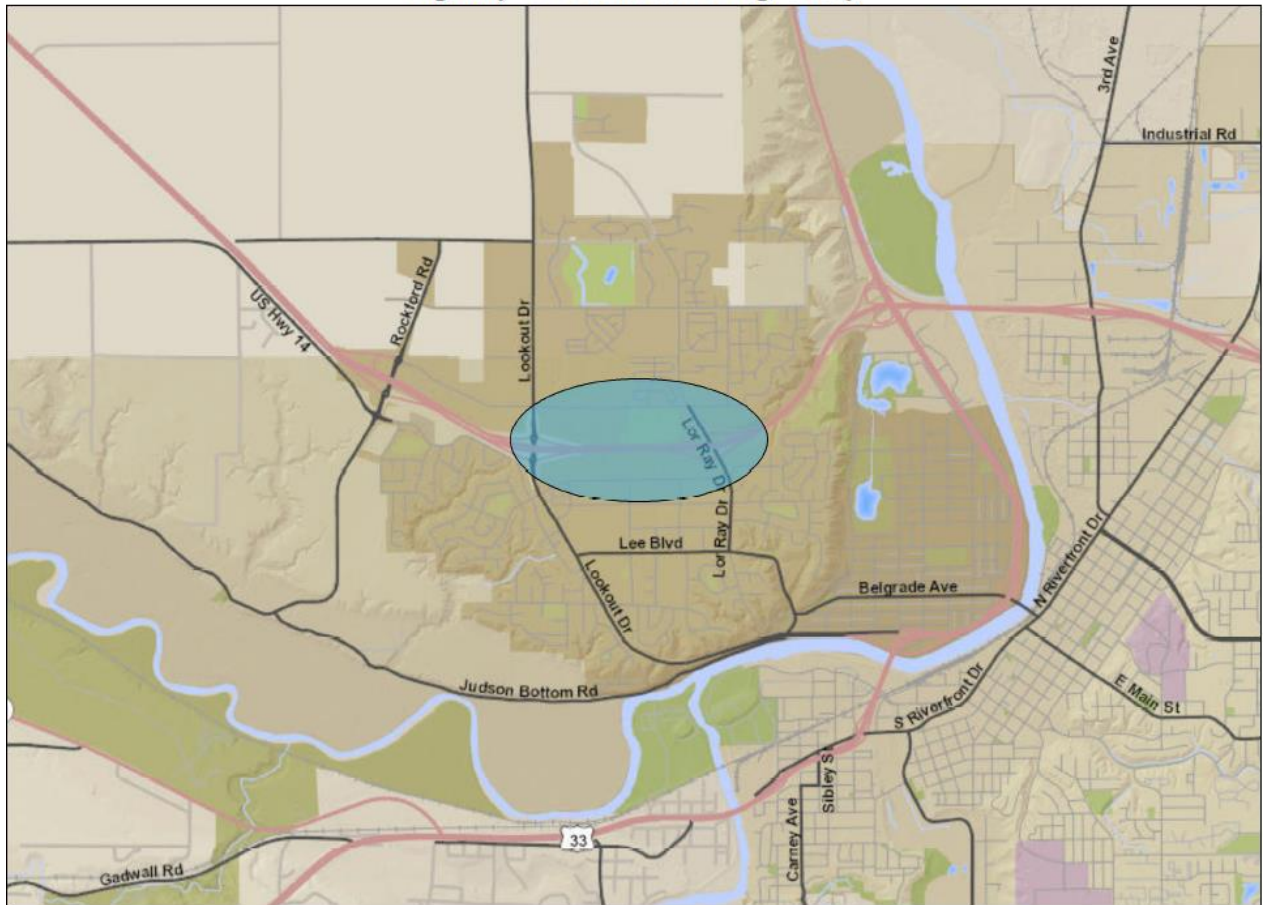 3rd Ave
Industrial Rd
Rockford Rd
US Hwy 14
Lookout Dr
Lor Ray Dr
Lor Ray Dr
Lee Blvd
Lookout Dr
Belgrade Ave
N Riverfront Dr
Judson Bottom Rd
S Riverfront Dr
E Main St
Sibley St
Carney Ave
33
Gadwall Rd